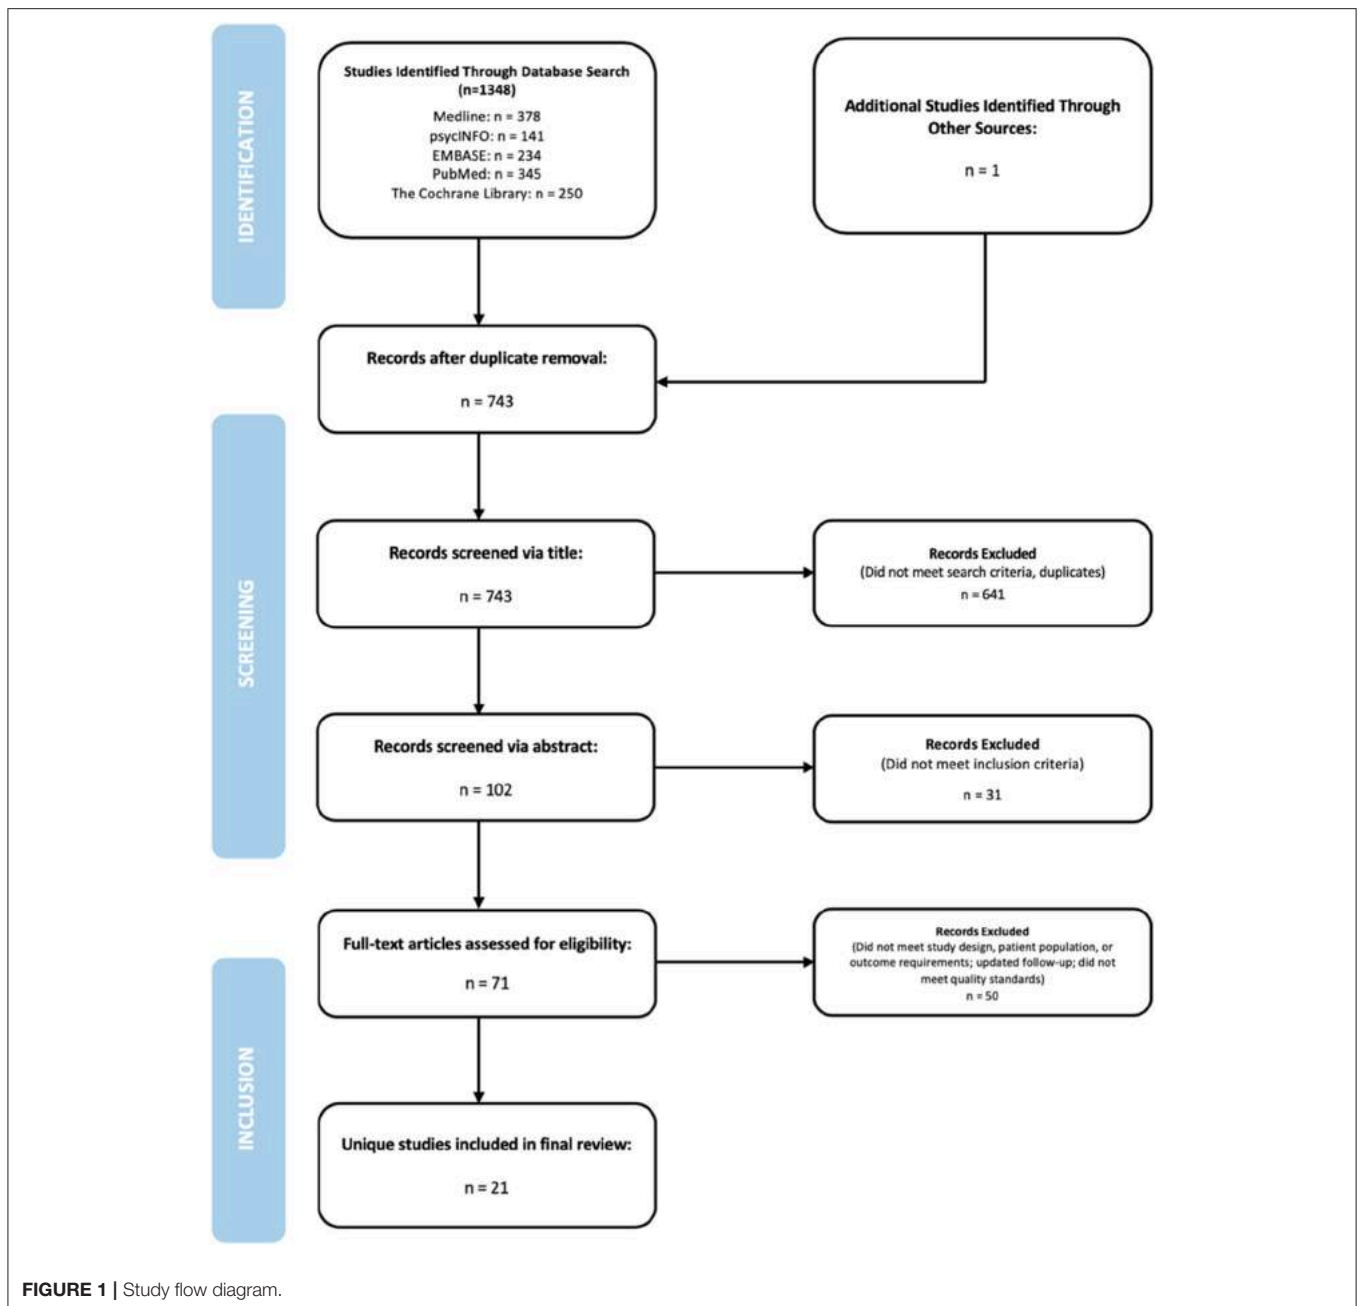 IDENTIFICATION
Studies Identified Through Database Search
(n=1348)
Medline: n = 378
psycINFO: n = 141
EMBASE: n = 234
PubMed: n = 345
The Cochrane Library: n = 250
Additional Studies Identified Through
Other Sources:
n = 1
Records after duplicate removal:
n = 743
SCREENING
Records screened via title:
n = 743
Records Excluded
(Did not meet search criteria, duplicates)
n = 641
Records screened via abstract:
n = 102
Records Excluded
(Did not meet inclusion criteria)
n = 31
Full-text articles assessed for eligibility:
n = 71
Records Excluded
(Did not meet study design, patient population, or
outcome requirements; updated follow-up; did not
meet quality standards)
n = 50
INCLUSION
Unique studies included in final review:
n = 21
FIGURE 1 | Study flow diagram.